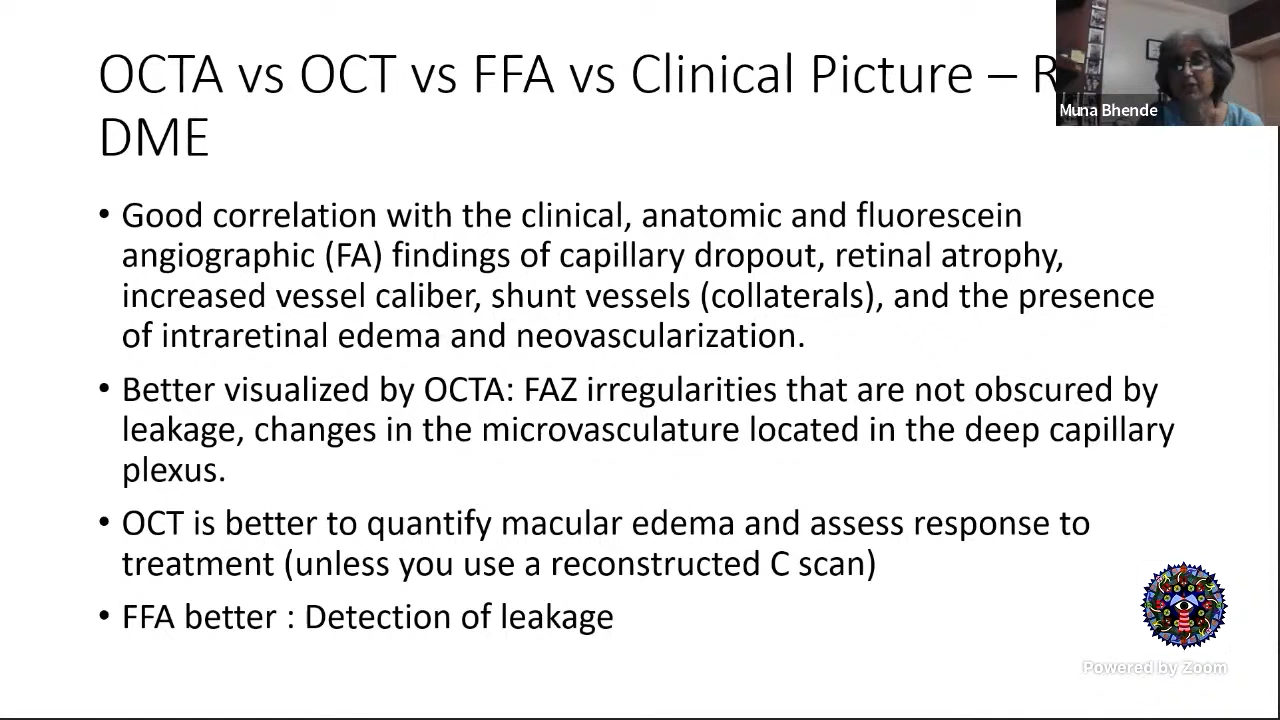 OCTA vs OCT vs FFA vs Clinical Picture –
DME
Muna Bhende
• Good correlation with the clinical, anatomic and fluorescein
angiographic (FA) findings of capillary dropout, retinal atrophy,
increased vessel caliber, shunt vessels (collaterals), and the presence
of intraretinal edema and neovascularization.
• Better visualized by OCTA: FAZ irregularities that are not obscured by
leakage, changes in the microvasculature located in the deep capillary
plexus.
• OCT is better to quantify macular edema and assess response to
treatment (unless you use a reconstructed C scan)
• FFA better : Detection of leakage
Powered by Zoom